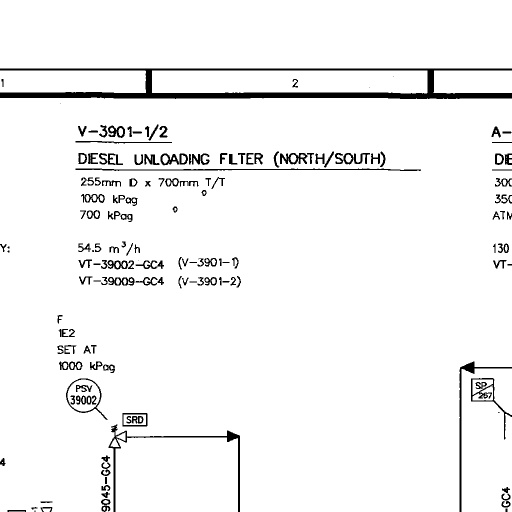 1
2
V-3901-1/2
DIESEL UNLOADING FILTER (NORTH/SOUTH)
255mm ID x 700mm T/T
1000 kPag °
700 kPag °
54.5 m³/h
VT-39002-GC4 (V-3901-1)
VT-39009-GC4 (V-3901-2)
A-
DIE
300
350
ATM
130
VT-
Y:
F
1E2
SET AT
1000 kPag
PSV
39002
SRD
SP
267
4
9045-GC4
-GC4